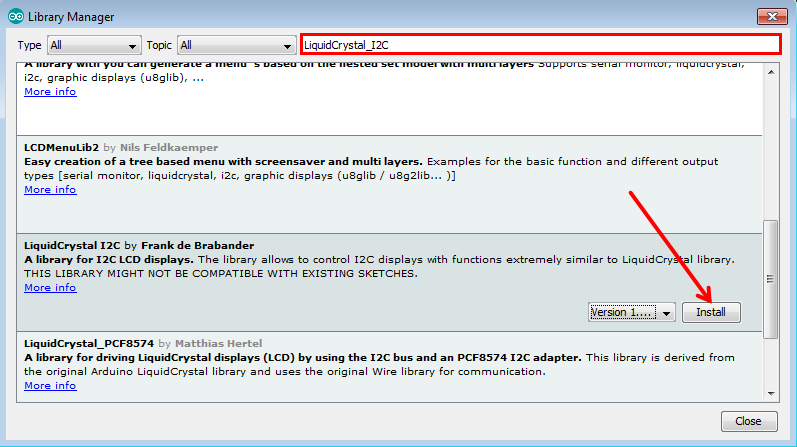 Library Manager
Type All Topic All LiquidCrystal_I2C
A library with you can generate a menu 's based on the nested set model with multi layers Supports serial monitor, liquidcrystal,
i2c, graphic displays (u8glib), ...
More info
LCDMenuLib2 by Nils Feldkaemper
Easy creation of a tree based menu with screensaver and multi layers. Examples for the basic function and different output
types [serial monitor, liquidcrystal, i2c, graphic displays (u8glib / u8g2lib... )]
More info
LiquidCrystal I2C by Frank de Brabander
A library for I2C LCD displays. The library allows to control I2C displays with functions extremely similar to LiquidCrystal library.
THIS LIBRARY MIGHT NOT BE COMPATIBLE WITH EXISTING SKETCHES.
More info
Version 1.... Install
LiquidCrystal_PCF8574 by Matthias Hertel
A library for driving LiquidCrystal displays (LCD) by using the I2C bus and an PCF8574 I2C adapter. This library is derived from
the original Arduino LiquidCrystal library and uses the original Wire library for communication.
More info
Close